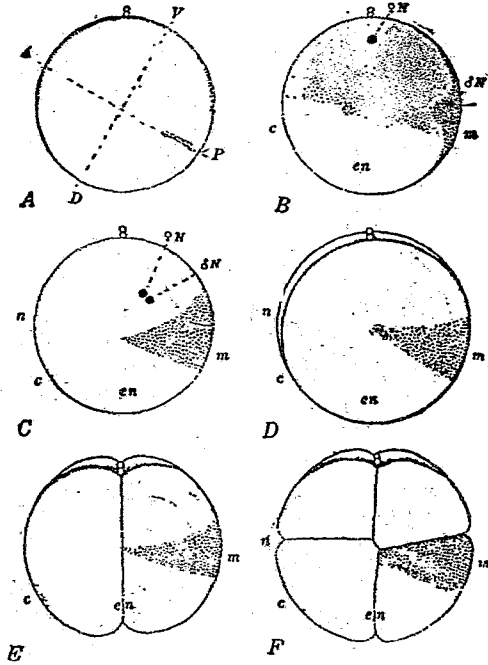 A V P D
A
♀N ♂N c m en
B
♀N ♂N n m c en
C
n m c en
D
m c en
E
n m c en
F